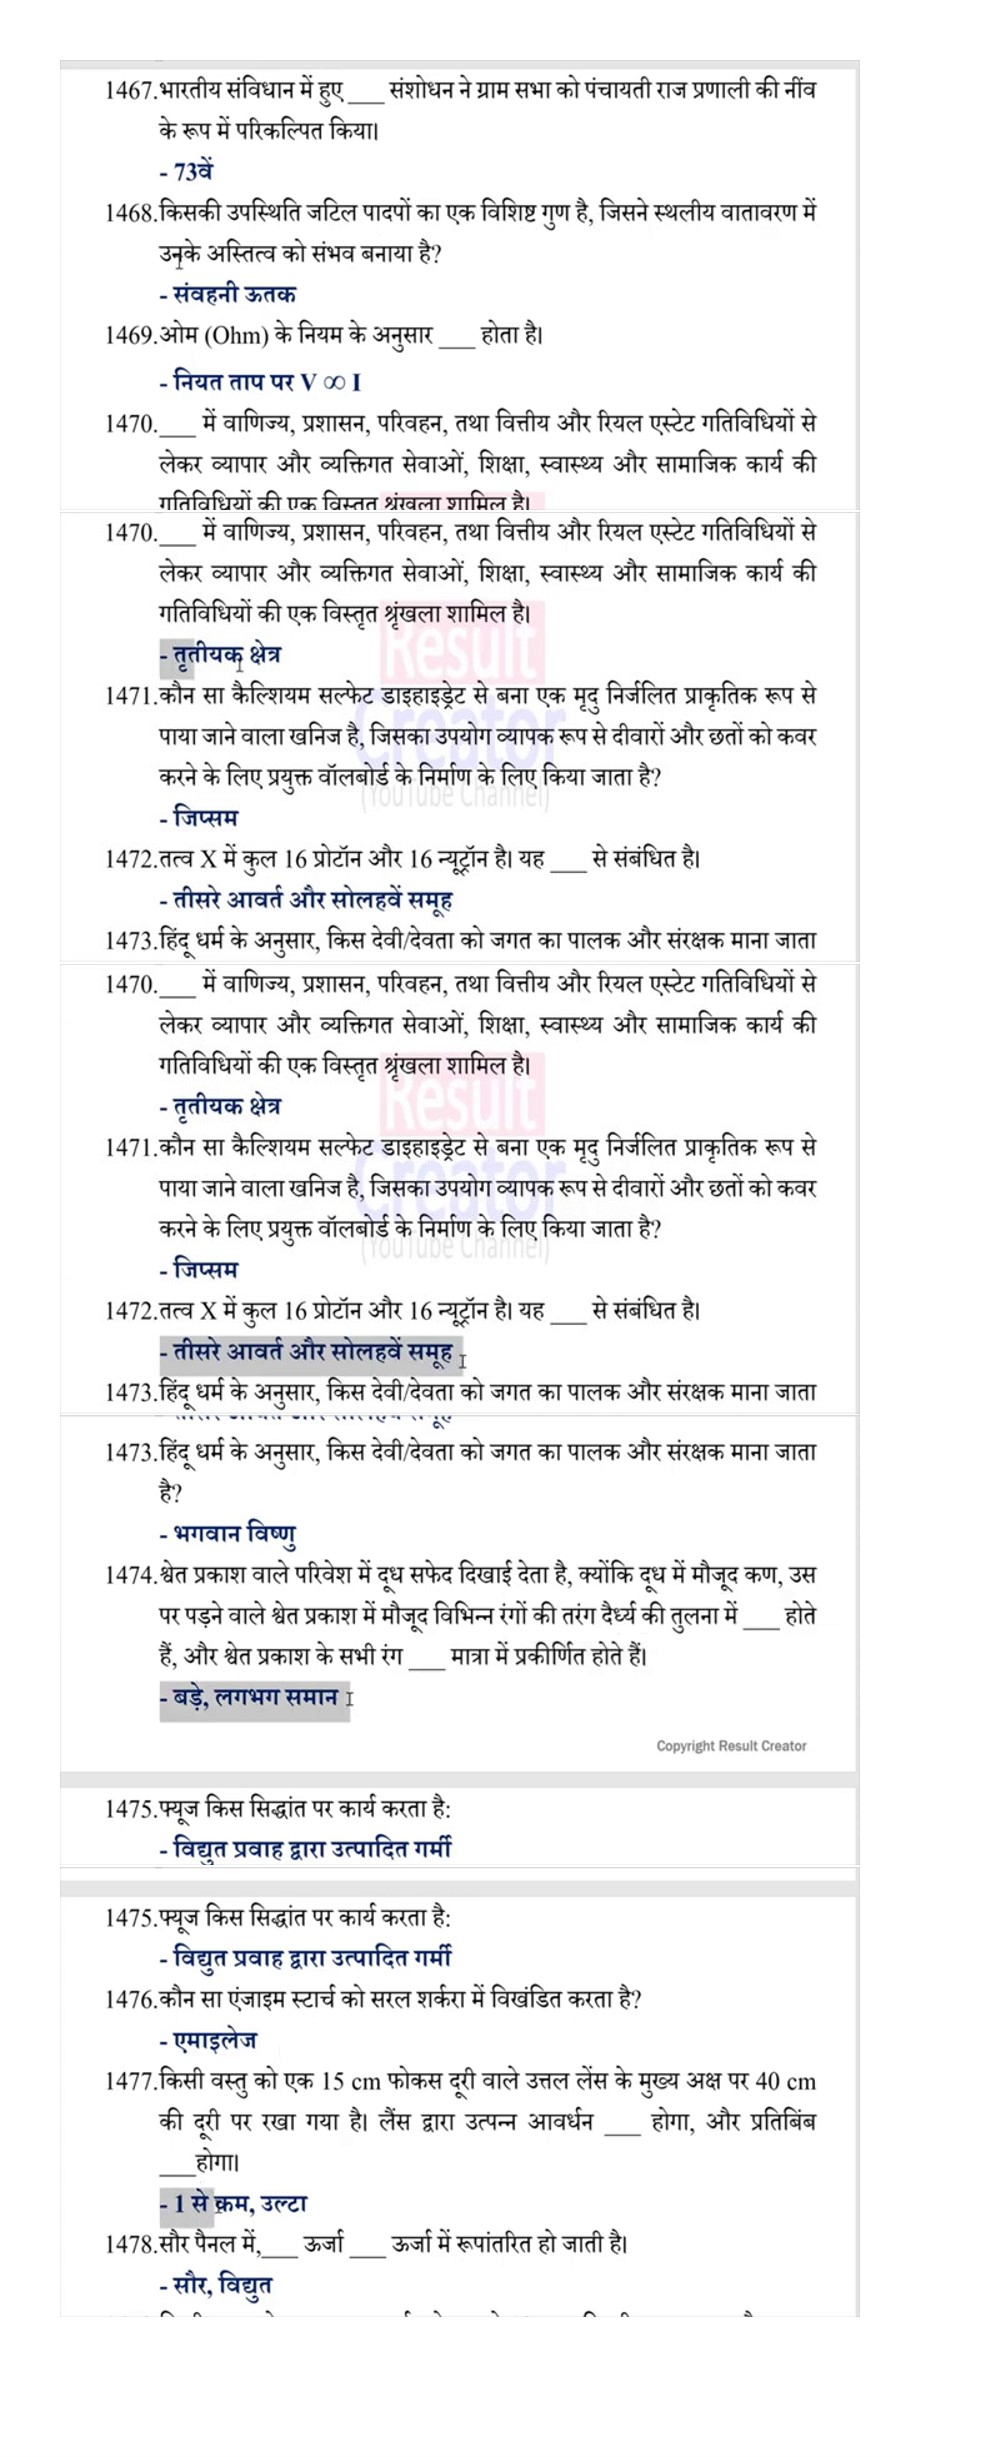 1467.भारतीय संविधान में हुए ___ संशोधन ने ग्राम सभा को पंचायती राज प्रणाली की नींव
के रूप में परिकल्पित किया।
- 73वें
1468.किसकी उपस्थिति जटिल पादपों का एक विशिष्ट गुण है, जिसने स्थलीय वातावरण में
उनके अस्तित्व को संभव बनाया है?
- संवहनी ऊतक
1469.ओम (Ohm) के नियम के अनुसार ___ होता है।
- नियत ताप पर V ∞ I
1470.___ में वाणिज्य, प्रशासन, परिवहन, तथा वित्तीय और रियल एस्टेट गतिविधियों से
लेकर व्यापार और व्यक्तिगत सेवाओं, शिक्षा, स्वास्थ्य और सामाजिक कार्य की
गतिविधियों की एक विस्तृत श्रृंखला शामिल है।
1470.___ में वाणिज्य, प्रशासन, परिवहन, तथा वित्तीय और रियल एस्टेट गतिविधियों से
लेकर व्यापार और व्यक्तिगत सेवाओं, शिक्षा, स्वास्थ्य और सामाजिक कार्य की
गतिविधियों की एक विस्तृत श्रृंखला शामिल है।
Result
- तृतीयक क्षेत्र
1471.कौन सा कैल्शियम सल्फेट डाइहाइड्रेट से बना एक मृदु निर्जलित प्राकृतिक रूप से
Creator
पाया जाने वाला खनिज है, जिसका उपयोग व्यापक रूप से दीवारों और छतों को कवर
करने के लिए प्रयुक्त वॉलबोर्ड के निर्माण के लिए किया जाता है?
(YouTube Channel)
- जिप्सम
1472.तत्व X में कुल 16 प्रोटॉन और 16 न्यूट्रॉन है। यह ___ से संबंधित है।
- तीसरे आवर्त और सोलहवें समूह
1473.हिंदू धर्म के अनुसार, किस देवी/देवता को जगत का पालक और संरक्षक माना जाता
1470.___ में वाणिज्य, प्रशासन, परिवहन, तथा वित्तीय और रियल एस्टेट गतिविधियों से
लेकर व्यापार और व्यक्तिगत सेवाओं, शिक्षा, स्वास्थ्य और सामाजिक कार्य की
गतिविधियों की एक विस्तृत श्रृंखला शामिल है।
Result
- तृतीयक क्षेत्र
1471.कौन सा कैल्शियम सल्फेट डाइहाइड्रेट से बना एक मृदु निर्जलित प्राकृतिक रूप से
Creator
पाया जाने वाला खनिज है, जिसका उपयोग व्यापक रूप से दीवारों और छतों को कवर
करने के लिए प्रयुक्त वॉलबोर्ड के निर्माण के लिए किया जाता है?
(YouTube Channel)
- जिप्सम
1472.तत्व X में कुल 16 प्रोटॉन और 16 न्यूट्रॉन है। यह ___ से संबंधित है।
- तीसरे आवर्त और सोलहवें समूह
1473.हिंदू धर्म के अनुसार, किस देवी/देवता को जगत का पालक और संरक्षक माना जाता
1473.हिंदू धर्म के अनुसार, किस देवी/देवता को जगत का पालक और संरक्षक माना जाता
है?
- भगवान विष्णु
1474.श्वेत प्रकाश वाले परिवेश में दूध सफेद दिखाई देता है, क्योंकि दूध में मौजूद कण, उस
पर पड़ने वाले श्वेत प्रकाश में मौजूद विभिन्न रंगों की तरंग दैर्ध्य की तुलना में ___ होते
हैं, और श्वेत प्रकाश के सभी रंग ___ मात्रा में प्रकीर्णित होते हैं।
- बड़े, लगभग समान
Copyright Result Creator
1475.फ्यूज किस सिद्धांत पर कार्य करता है:
- विद्युत प्रवाह द्वारा उत्पादित गर्मी
1475.फ्यूज किस सिद्धांत पर कार्य करता है:
- विद्युत प्रवाह द्वारा उत्पादित गर्मी
1476.कौन सा एंजाइम स्टार्च को सरल शर्करा में विखंडित करता है?
- एमाइलेज
1477.किसी वस्तु को एक 15 cm फोकस दूरी वाले उत्तल लेंस के मुख्य अक्ष पर 40 cm
की दूरी पर रखा गया है। लैंस द्वारा उत्पन्न आवर्धन ___ होगा, और प्रतिबिंब
___होगा।
- 1 से कम, उल्टा
1478.सौर पैनल में,___ ऊर्जा ___ ऊर्जा में रूपांतरित हो जाती है।
- सौर, विद्युत